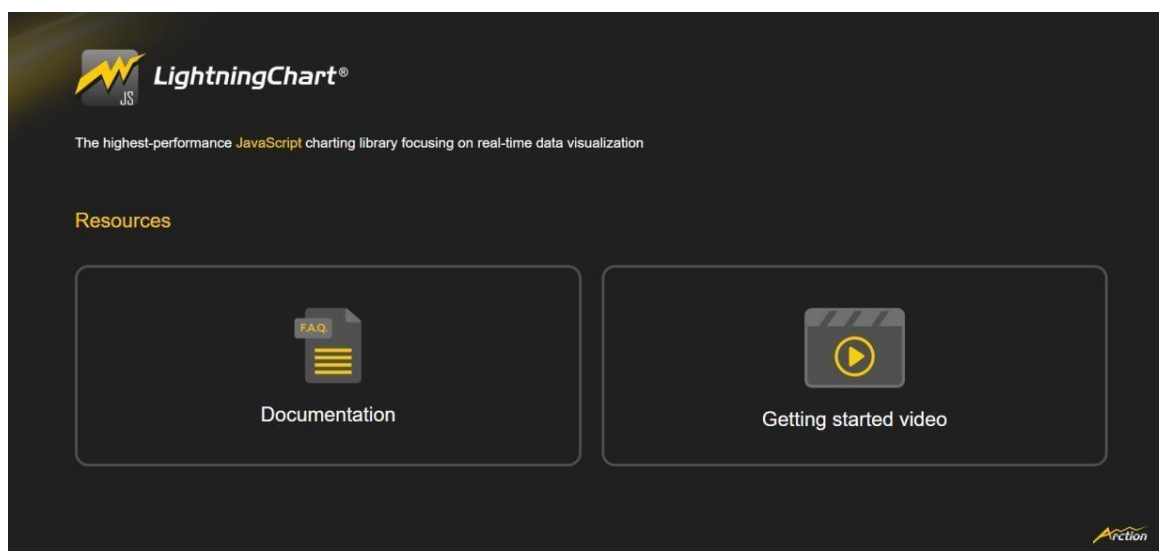 JS
LightningChart®
The highest-performance JavaScript charting library focusing on real-time data visualization
Resources
F.A.Q.
Documentation
Getting started video
Arction